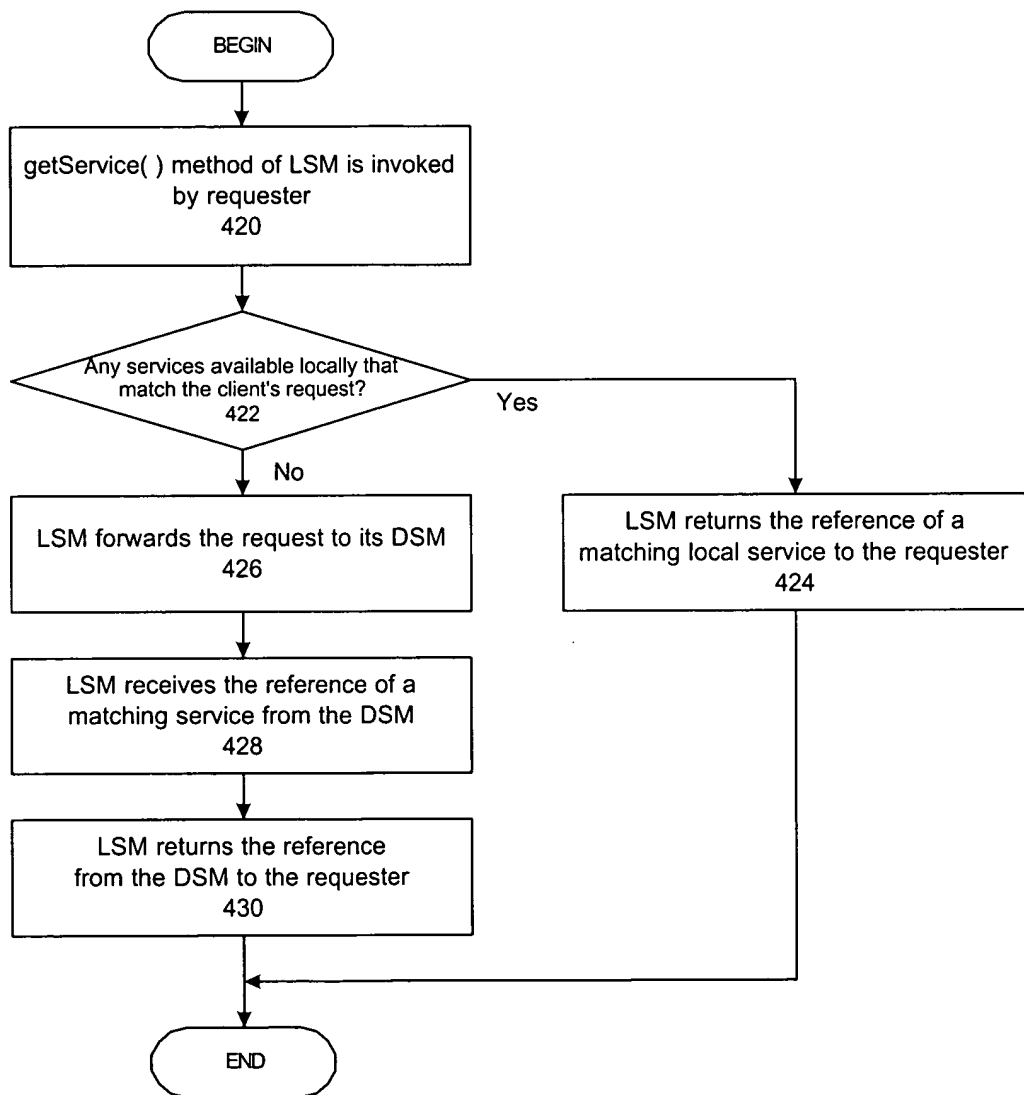 BEGIN
getService( ) method of LSM is invoked
by requester
420
Any services available locally that
match the client's request?
422
Yes
No
LSM forwards the request to its DSM
426
LSM returns the reference of a
matching local service to the requester
424
LSM receives the reference of a
matching service from the DSM
428
LSM returns the reference
from the DSM to the requester
430
END